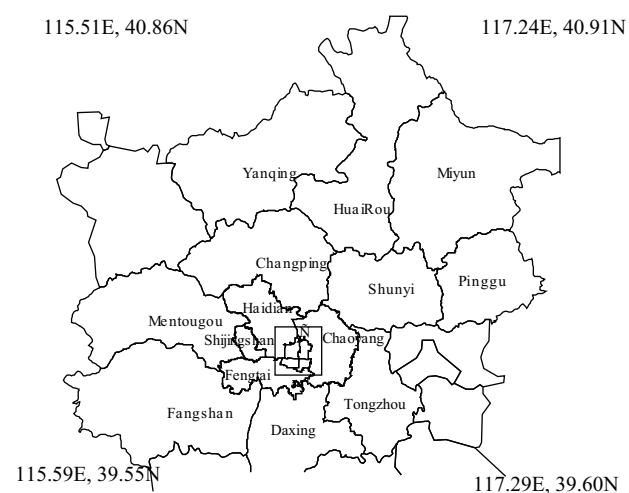 115.51E, 40.86N
117.24E, 40.91N
Yanqing
Miyun
HuaiRou
Changping
Shunyi
Pinggu
Haidian
Mentougou
Shijingshan
Chaoyang
Fengtai
Fangshan
Tongzhou
Daxing
115.59E, 39.55N
117.29E, 39.60N